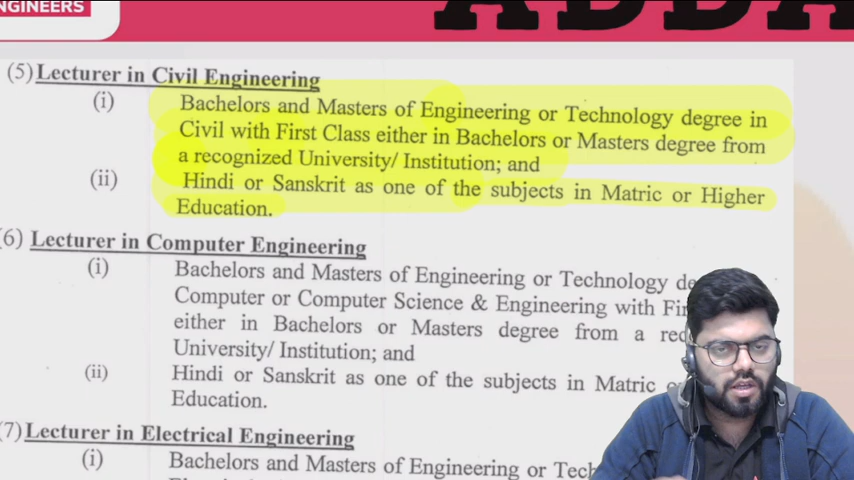 ENGINEERS
(5) Lecturer in Civil Engineering
(i) Bachelors and Masters of Engineering or Technology degree in
Civil with First Class either in Bachelors or Masters degree from
a recognized University/ Institution; and
(ii) Hindi or Sanskrit as one of the subjects in Matric or Higher
Education.
(6) Lecturer in Computer Engineering
(i) Bachelors and Masters of Engineering or Technology
Computer or Computer Science & Engineering with
either in Bachelors or Masters degree from a
University/ Institution; and
(ii) Hindi or Sanskrit as one of the subjects in Matric
Education.
(7) Lecturer in Electrical Engineering
(i) Bachelors and Masters of Engineering or